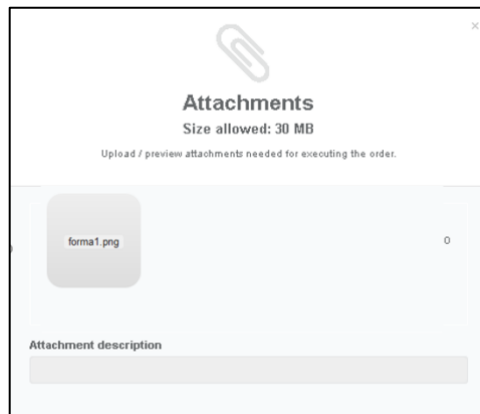 ×
Attachments
Size allowed: 30 MB
Upload / preview attachments needed for executing the order.
forma1.png
0
Attachment description